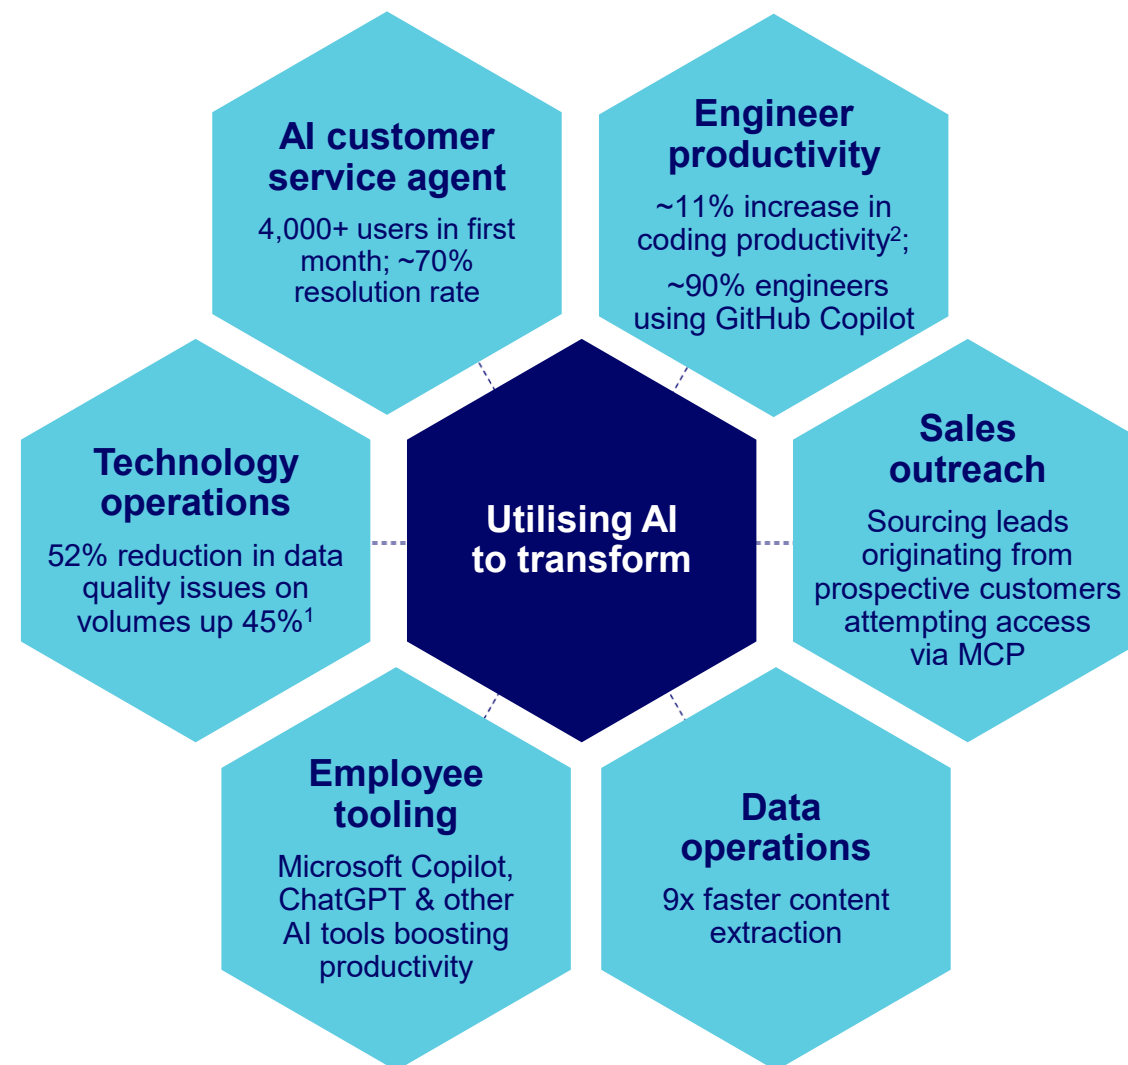 AI customer
service agent
4,000+ users in first
month; ~70%
resolution rate
Engineer
productivity
~11% increase in
coding productivity²;
~90% engineers
using GitHub Copilot
Technology
operations
52% reduction in data
quality issues on
volumes up 45%¹
Utilising AI
to transform
Sales
outreach
Sourcing leads
originating from
prospective customers
attempting access
via MCP
Employee
tooling
Microsoft Copilot,
ChatGPT & other
AI tools boosting
productivity
Data
operations
9x faster content
extraction